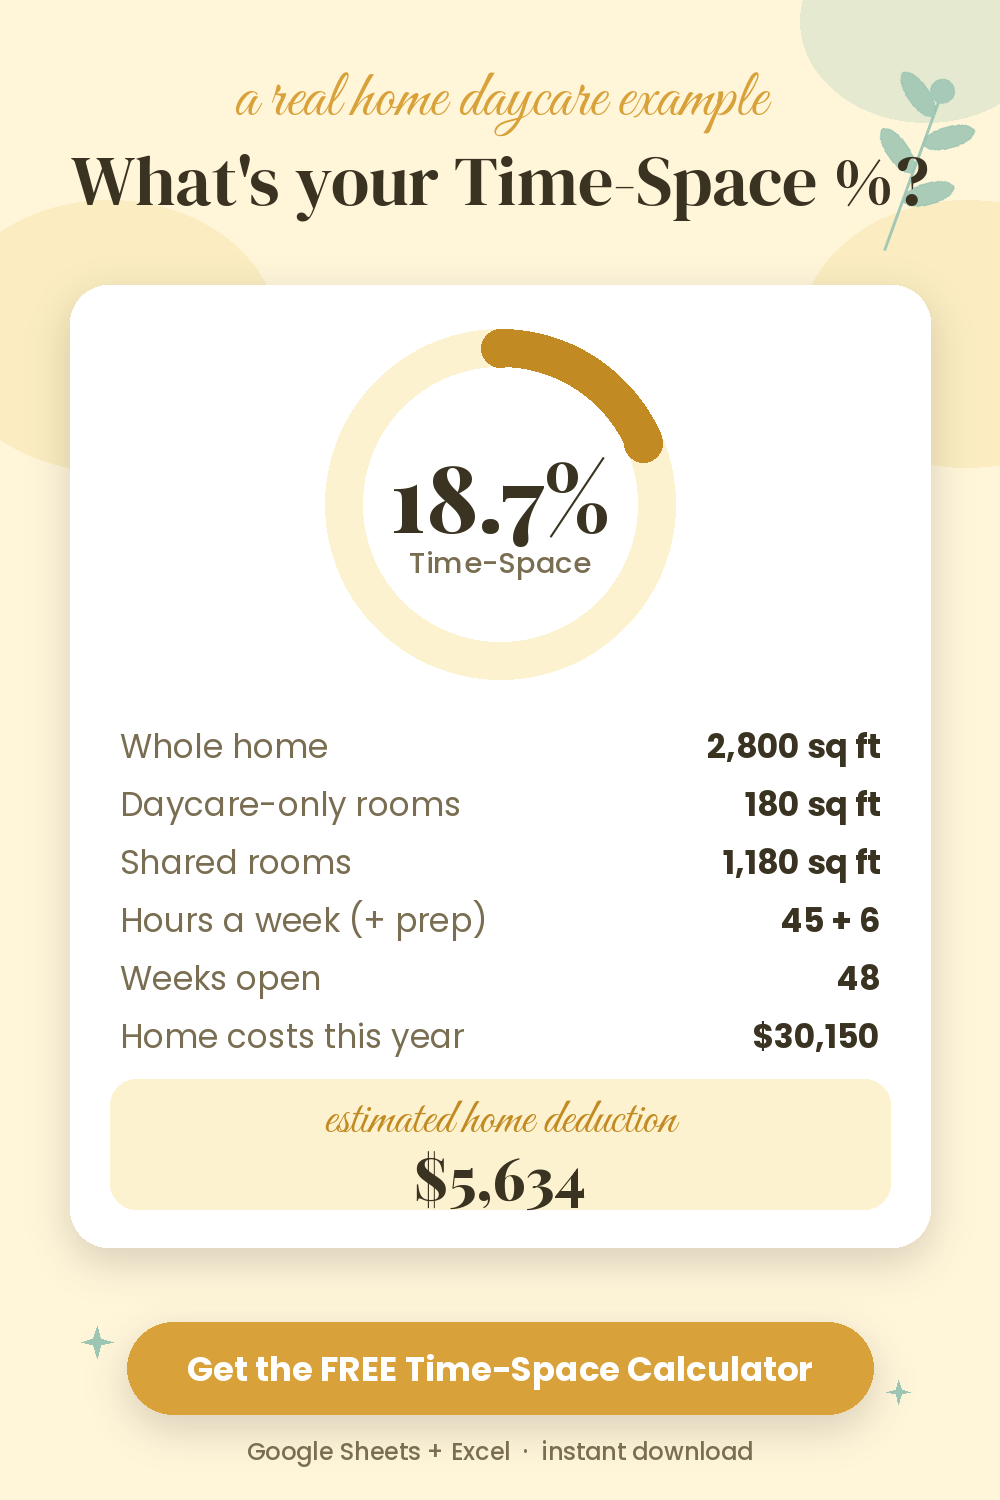 a real home daycare example
What's your Time-Space %?
18.7%
Time-Space
Whole home 2,800 sq ft
Daycare-only rooms 180 sq ft
Shared rooms 1,180 sq ft
Hours a week (+ prep) 45 + 6
Weeks open 48
Home costs this year $30,150
estimated home deduction
$5,634
Get the FREE Time-Space Calculator
Google Sheets + Excel · instant download